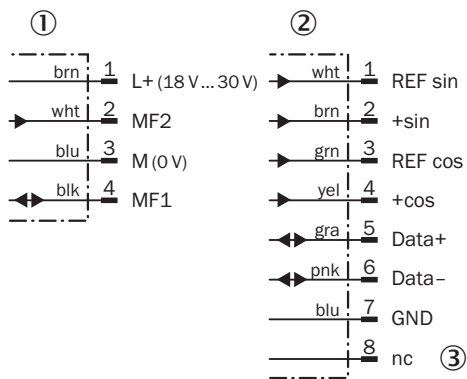 ①
brn 1 L+ (18 V ... 30 V)
wht 2 MF2
blu 3 M (0 V)
blk 4 MF1
②
wht 1 REF sin
brn 2 +sin
grn 3 REF cos
yel 4 +cos
gra 5 Data+
pnk 6 Data–
blu 7 GND
8 nc ③